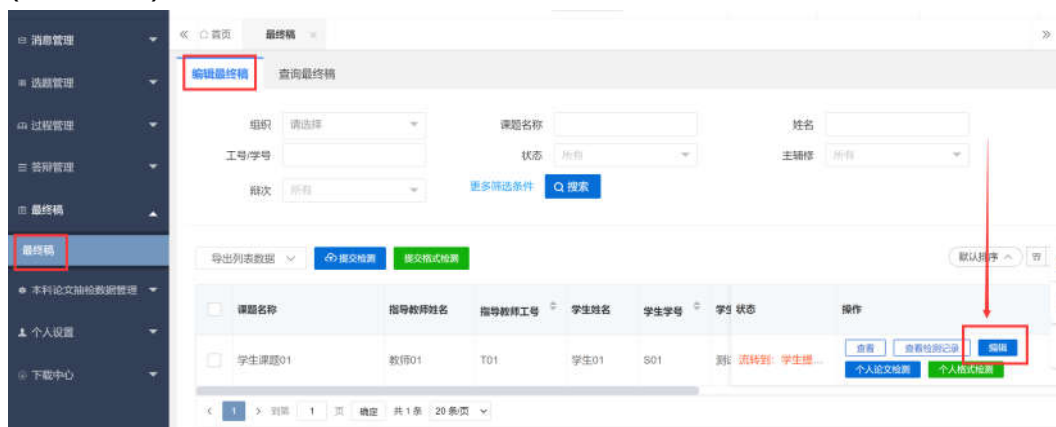 消息管理
« 首页 最终稿 × »
选题管理
编辑最终稿 查询最终稿
过程管理
组织 请选择 课题名称 姓名
答辩管理
工号/学号 状态 所有 主辅修 所有
辩次 所有 更多筛选条件 搜索
最终稿
最终稿
导出列表数据 提交检测 提交格式检测 默认排序
本科论文抽检数据管理
课题名称 指导教师姓名 指导教师工号 学生姓名 学生学号 学生 状态 操作
个人设置
查看 查看检测记录 编辑
学生课题01 教师01 T01 学生01 S01 测试 流转到：学生提...
个人论文检测 个人格式检测
下载中心
< 1 > 到第 1 页 确定 共 1 条 20 条/页